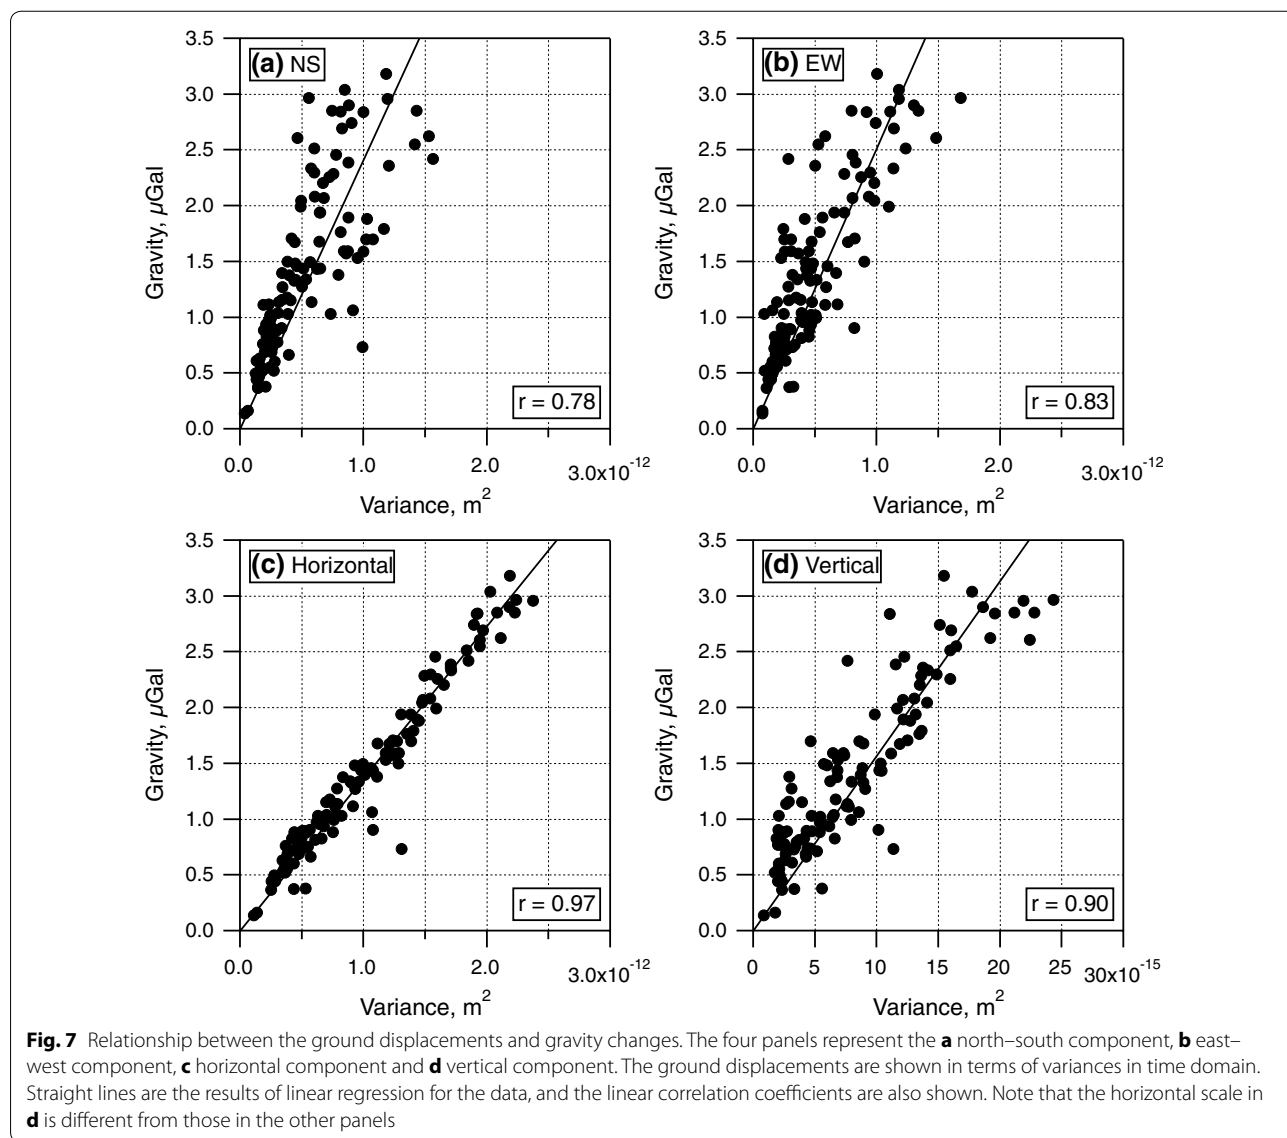 3.5
3.0
2.5
2.0
1.5
1.0
0.5
0.0
Gravity, μGal
(a) NS
r = 0.78
0.0 1.0 2.0 3.0x10⁻¹²
Variance, m²
3.5
3.0
2.5
2.0
1.5
1.0
0.5
0.0
Gravity, μGal
(b) EW
r = 0.83
0.0 1.0 2.0 3.0x10⁻¹²
Variance, m²
3.5
3.0
2.5
2.0
1.5
1.0
0.5
0.0
Gravity, μGal
(c) Horizontal
r = 0.97
0.0 1.0 2.0 3.0x10⁻¹²
Variance, m²
3.5
3.0
2.5
2.0
1.5
1.0
0.5
0.0
Gravity, μGal
(d) Vertical
r = 0.90
0 5 10 15 20 25 30x10⁻¹⁵
Variance, m²
Fig. 7 Relationship between the ground displacements and gravity changes. The four panels represent the a north–south component, b east–
west component, c horizontal component and d vertical component. The ground displacements are shown in terms of variances in time domain.
Straight lines are the results of linear regression for the data, and the linear correlation coefficients are also shown. Note that the horizontal scale in
d is different from those in the other panels